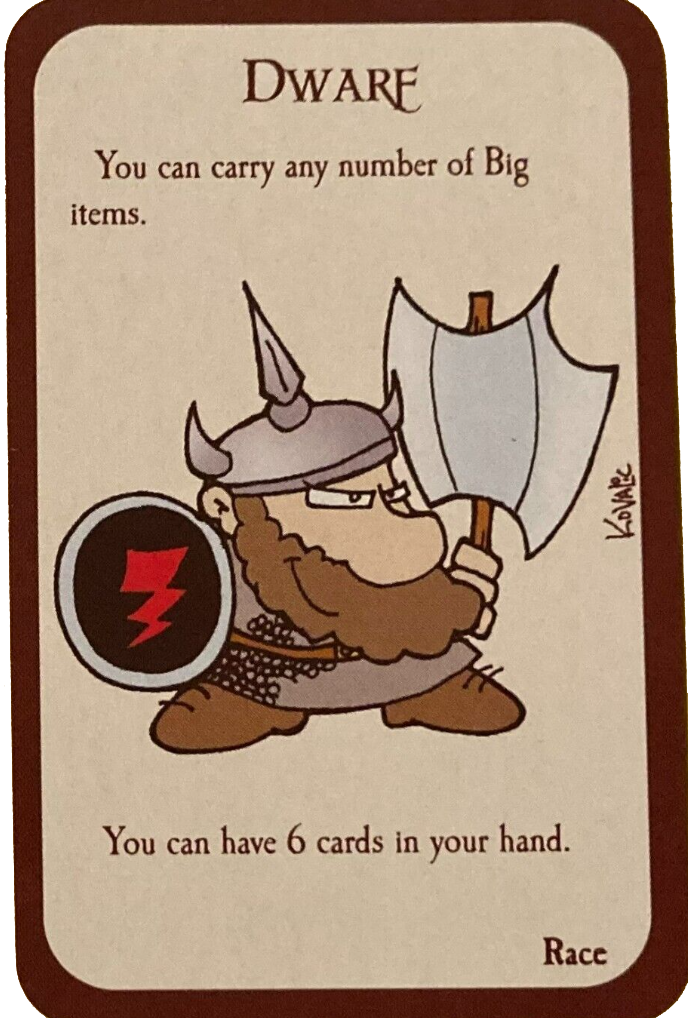 Dwarf
You can carry any number of Big
items.
Kovalic
You can have 6 cards in your hand.
Race